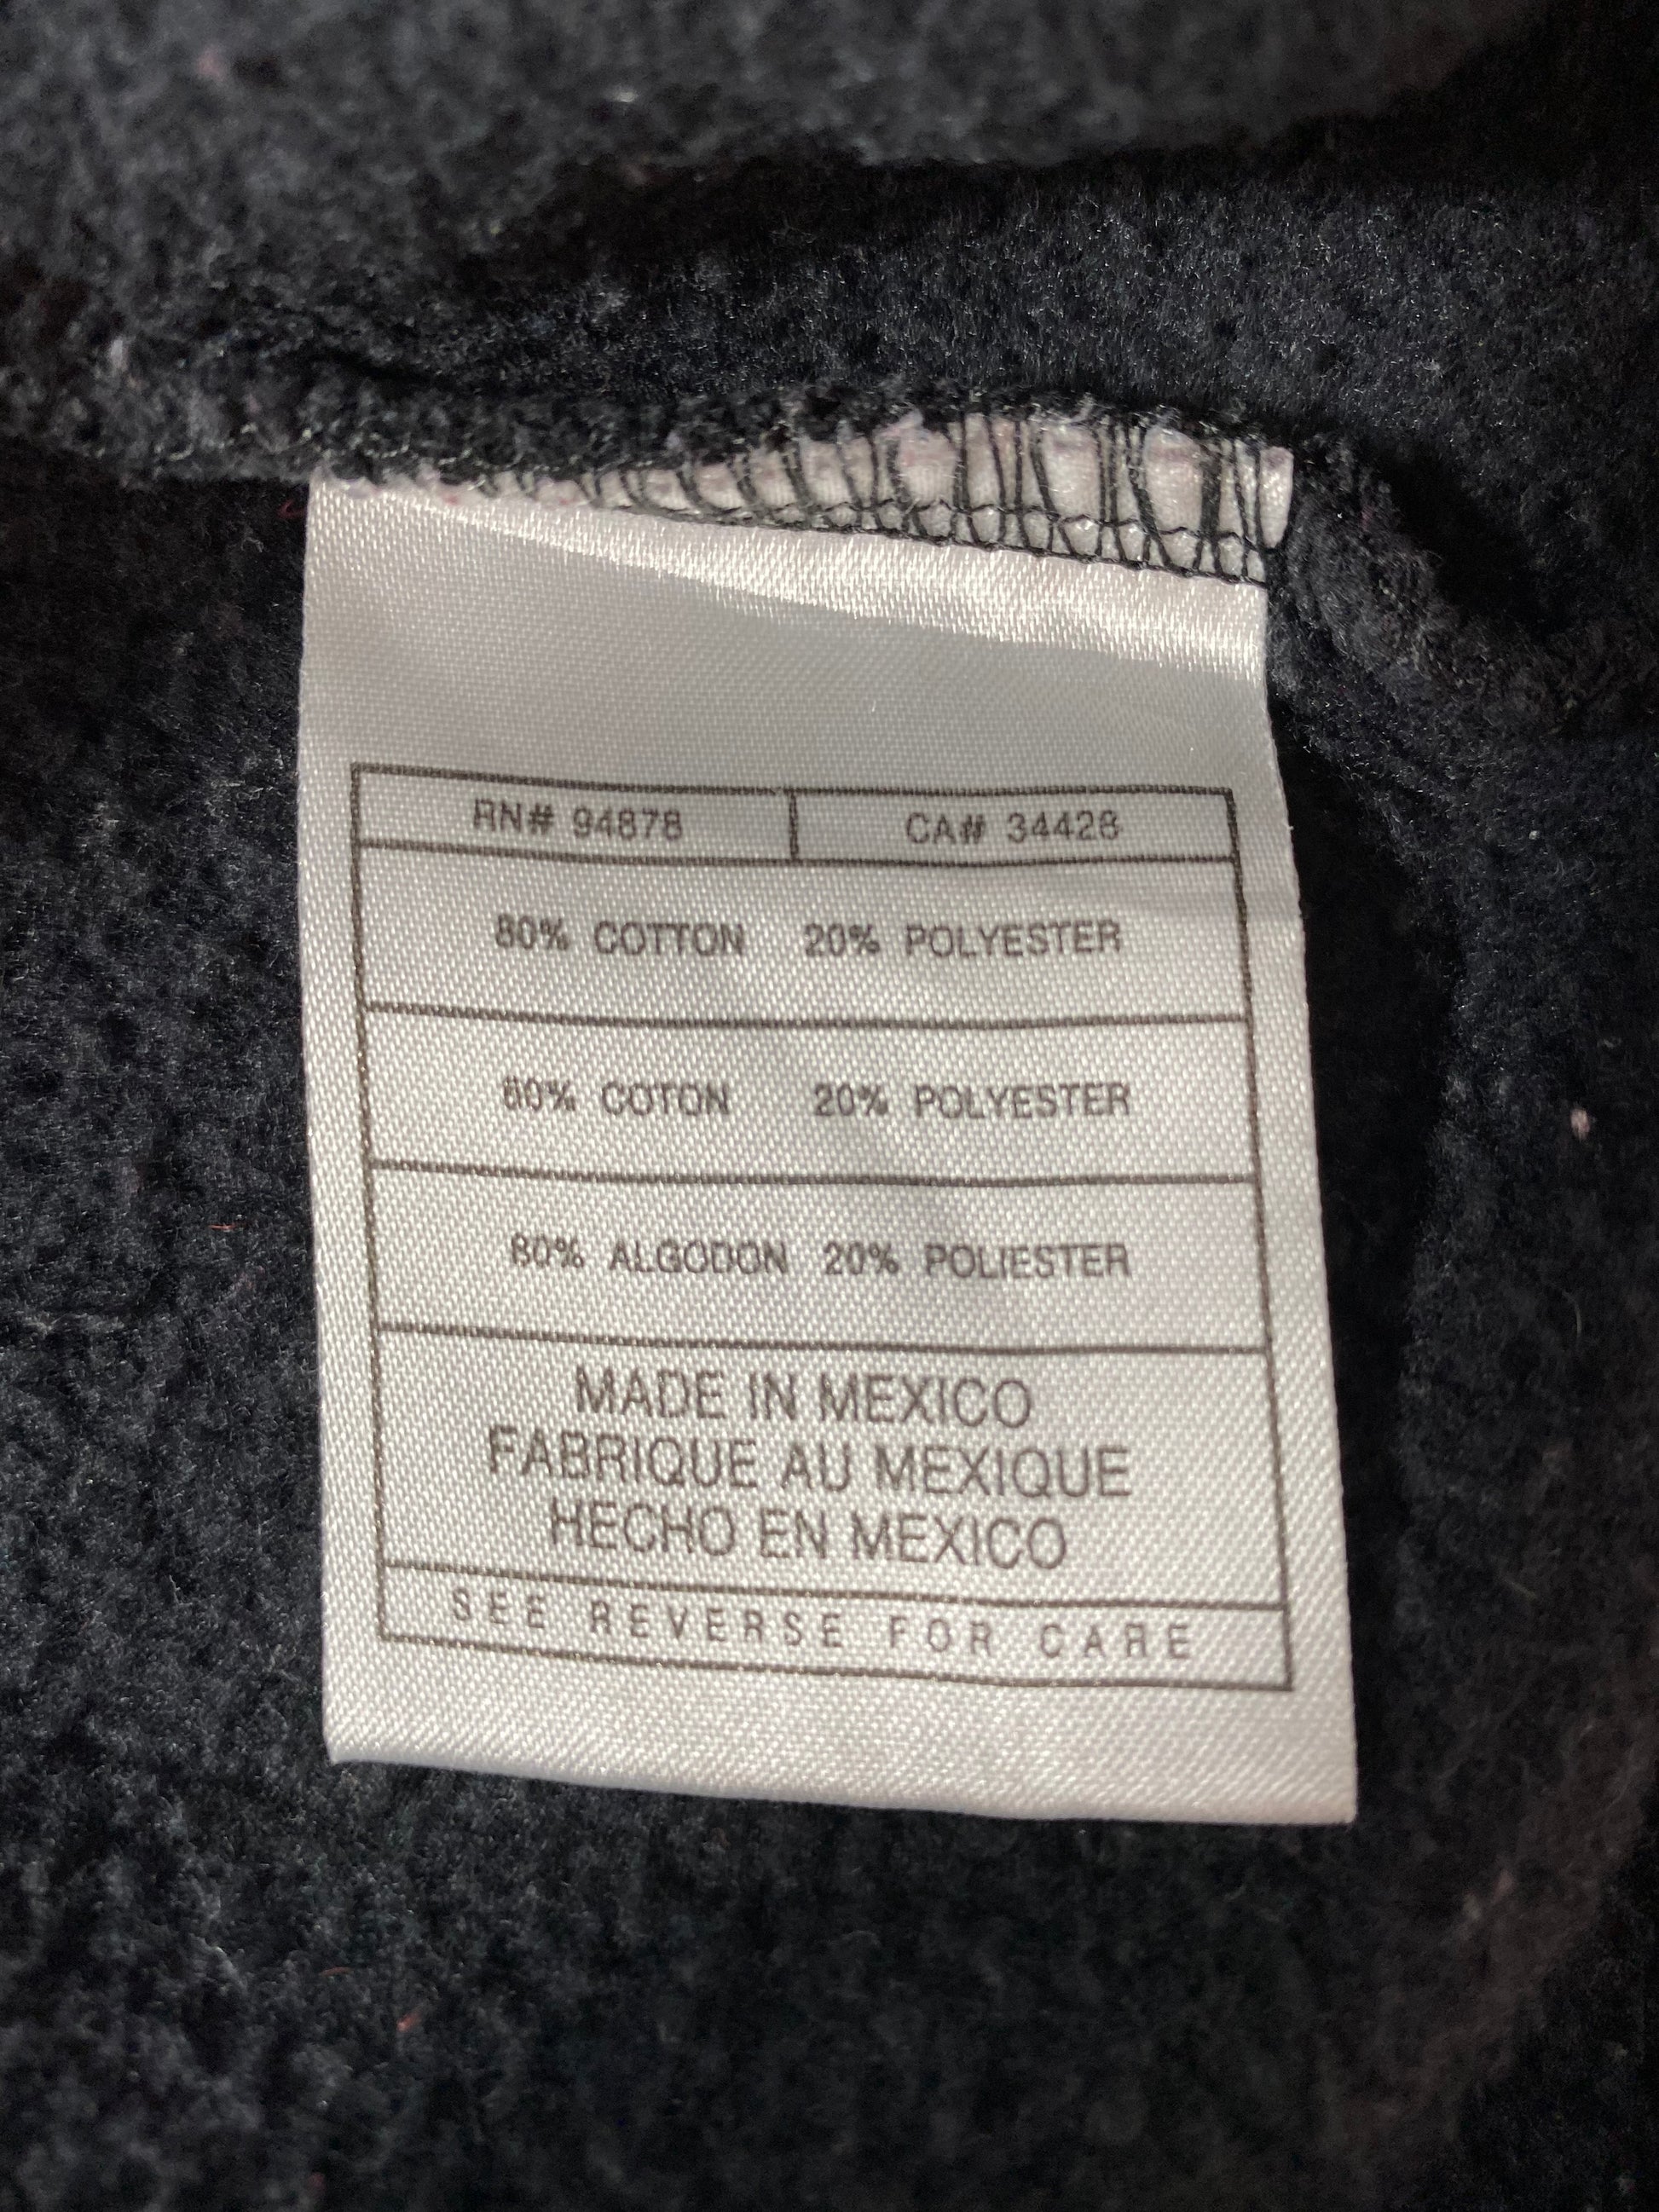 RN# 94878 CA# 34428
80% COTTON 20% POLYESTER
80% COTON 20% POLYESTER
80% ALGODON 20% POLIESTER
MADE IN MEXICO
FABRIQUE AU MEXIQUE
HECHO EN MEXICO
SEE REVERSE FOR CARE